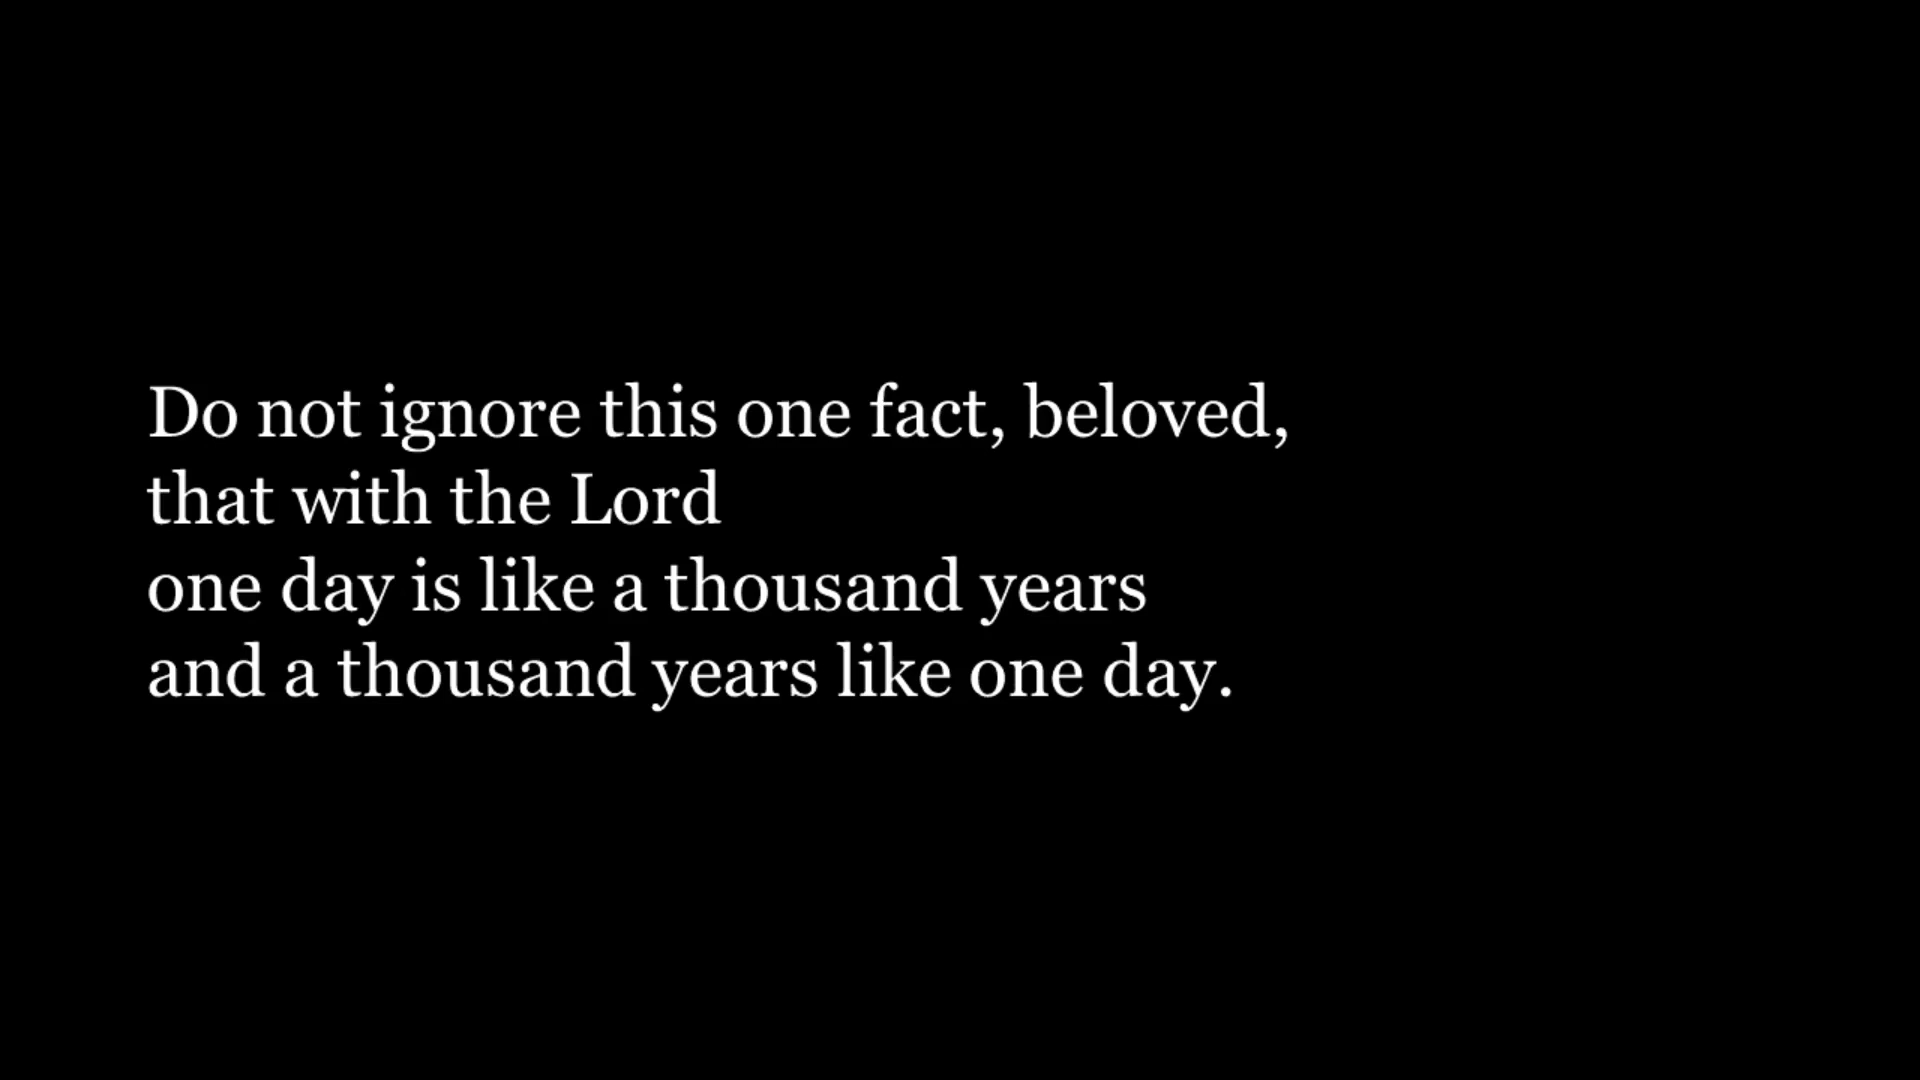 Do not ignore this one fact, beloved,
that with the Lord
one day is like a thousand years
and a thousand years like one day.